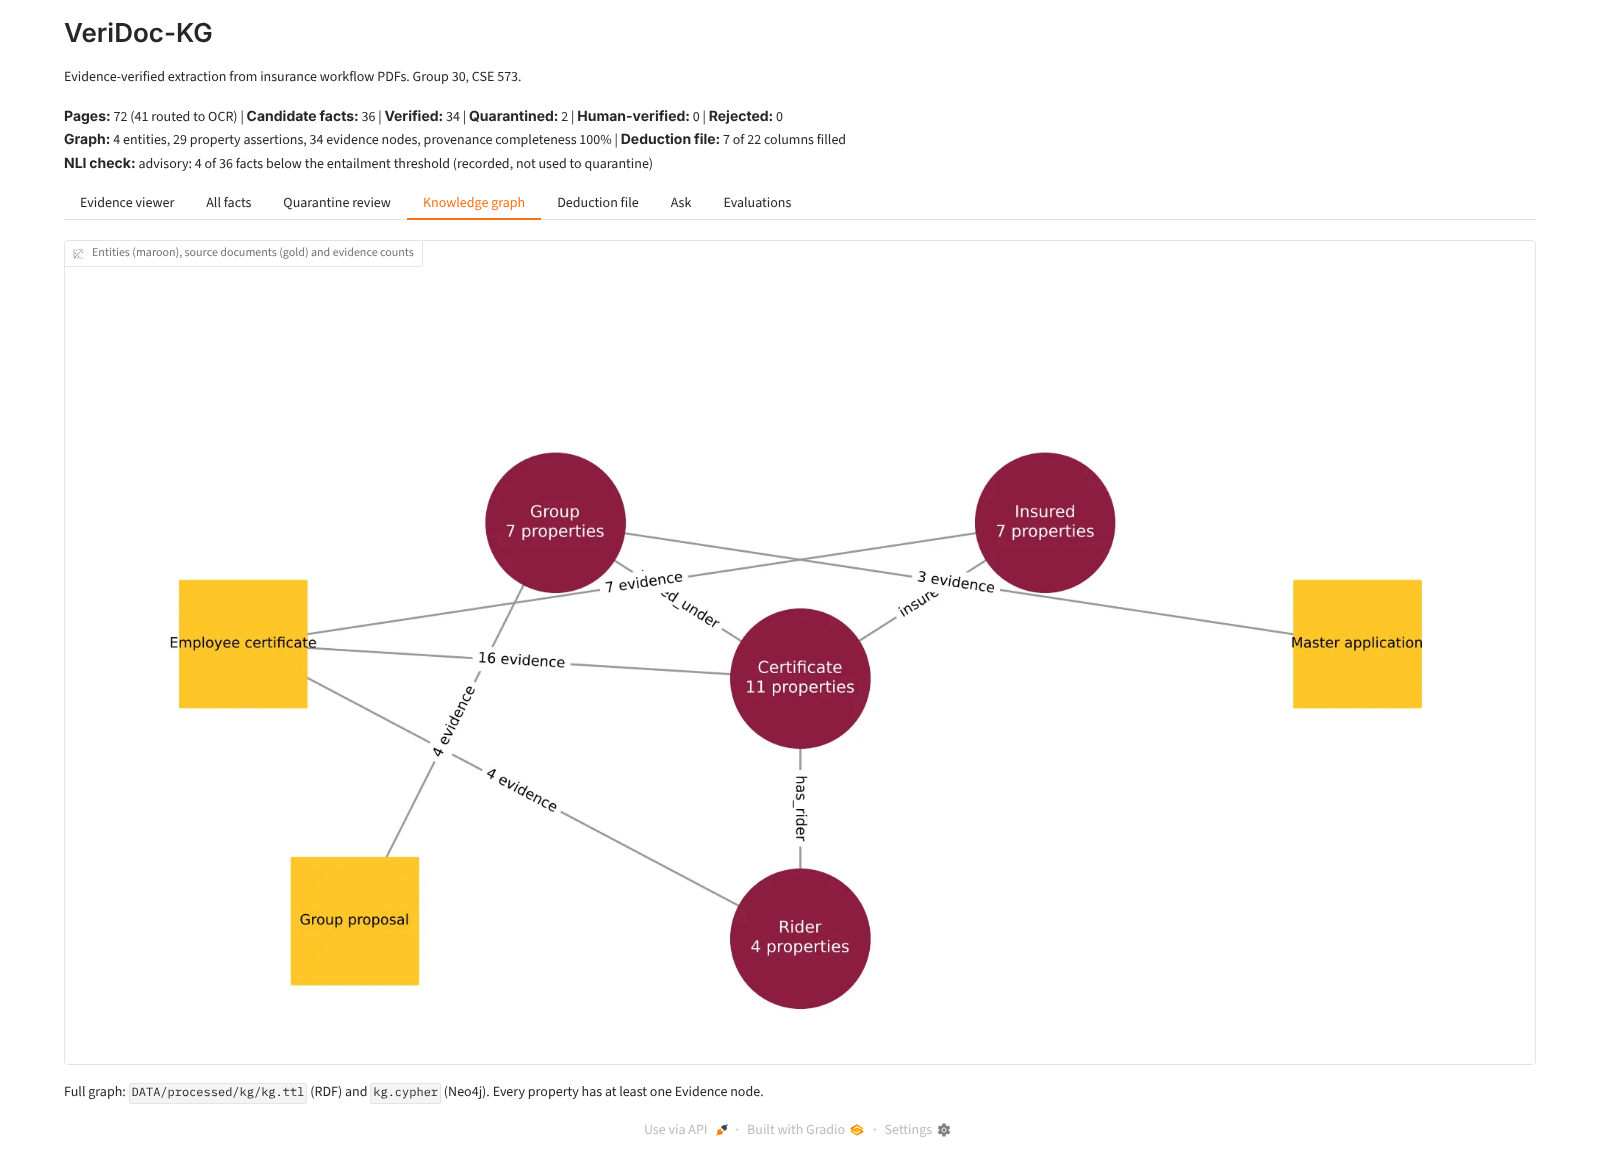 VeriDoc-KG
Evidence-verified extraction from insurance workflow PDFs. Group 30, CSE 573.
Pages: 72 (41 routed to OCR) | Candidate facts: 36 | Verified: 34 | Quarantined: 2 | Human-verified: 0 | Rejected: 0
Graph: 4 entities, 29 property assertions, 34 evidence nodes, provenance completeness 100% | Deduction file: 7 of 22 columns filled
NLI check: advisory: 4 of 36 facts below the entailment threshold (recorded, not used to quarantine)
Evidence viewer All facts Quarantine review Knowledge graph Deduction file Ask Evaluations
Entities (maroon), source documents (gold) and evidence counts
Group
7 properties
Insured
7 properties
7 evidence
3 evidence
ed_under
insure
Employee certificate
Master application
16 evidence
Certificate
11 properties
4 evidence
4 evidence
has_rider
Group proposal
Rider
4 properties
Full graph: DATA/processed/kg/kg.ttl (RDF) and kg.cypher (Neo4j). Every property has at least one Evidence node.
Use via API · Built with Gradio · Settings